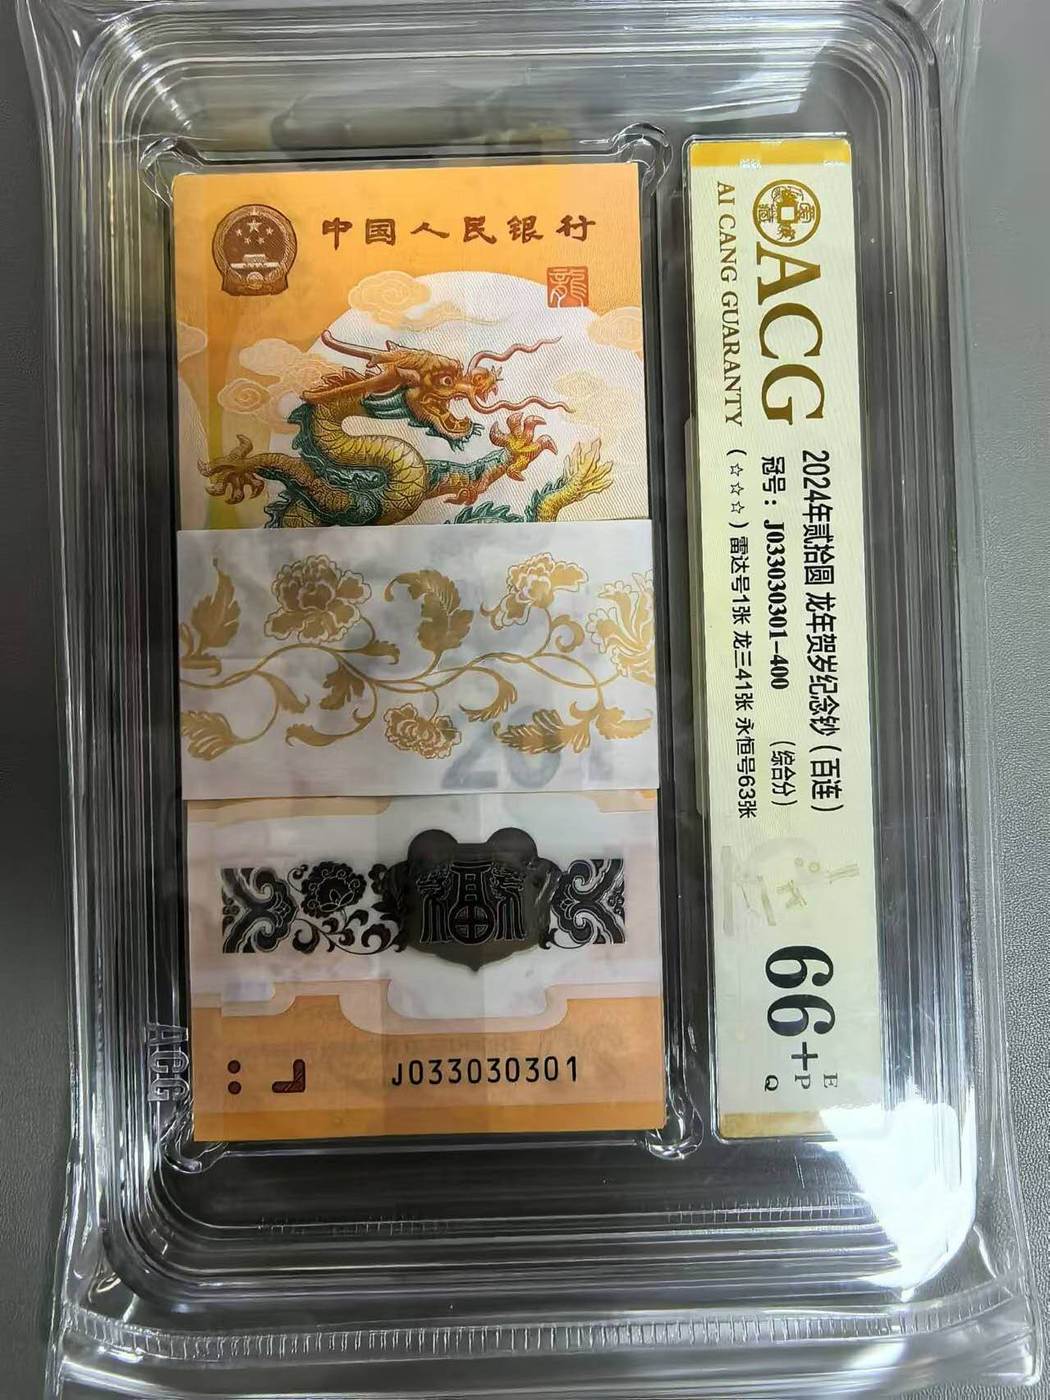 中国人民银行
龍
福
J033030301
ACG
AI CANG GUARANTY
2024年贰拾圆 龙年贺岁纪念钞(百连)
冠号:J033030301-400 (综合分)
(☆☆☆)雷达号1张 龙三41张 永恒号63张
66+
E
P
Q
ACG